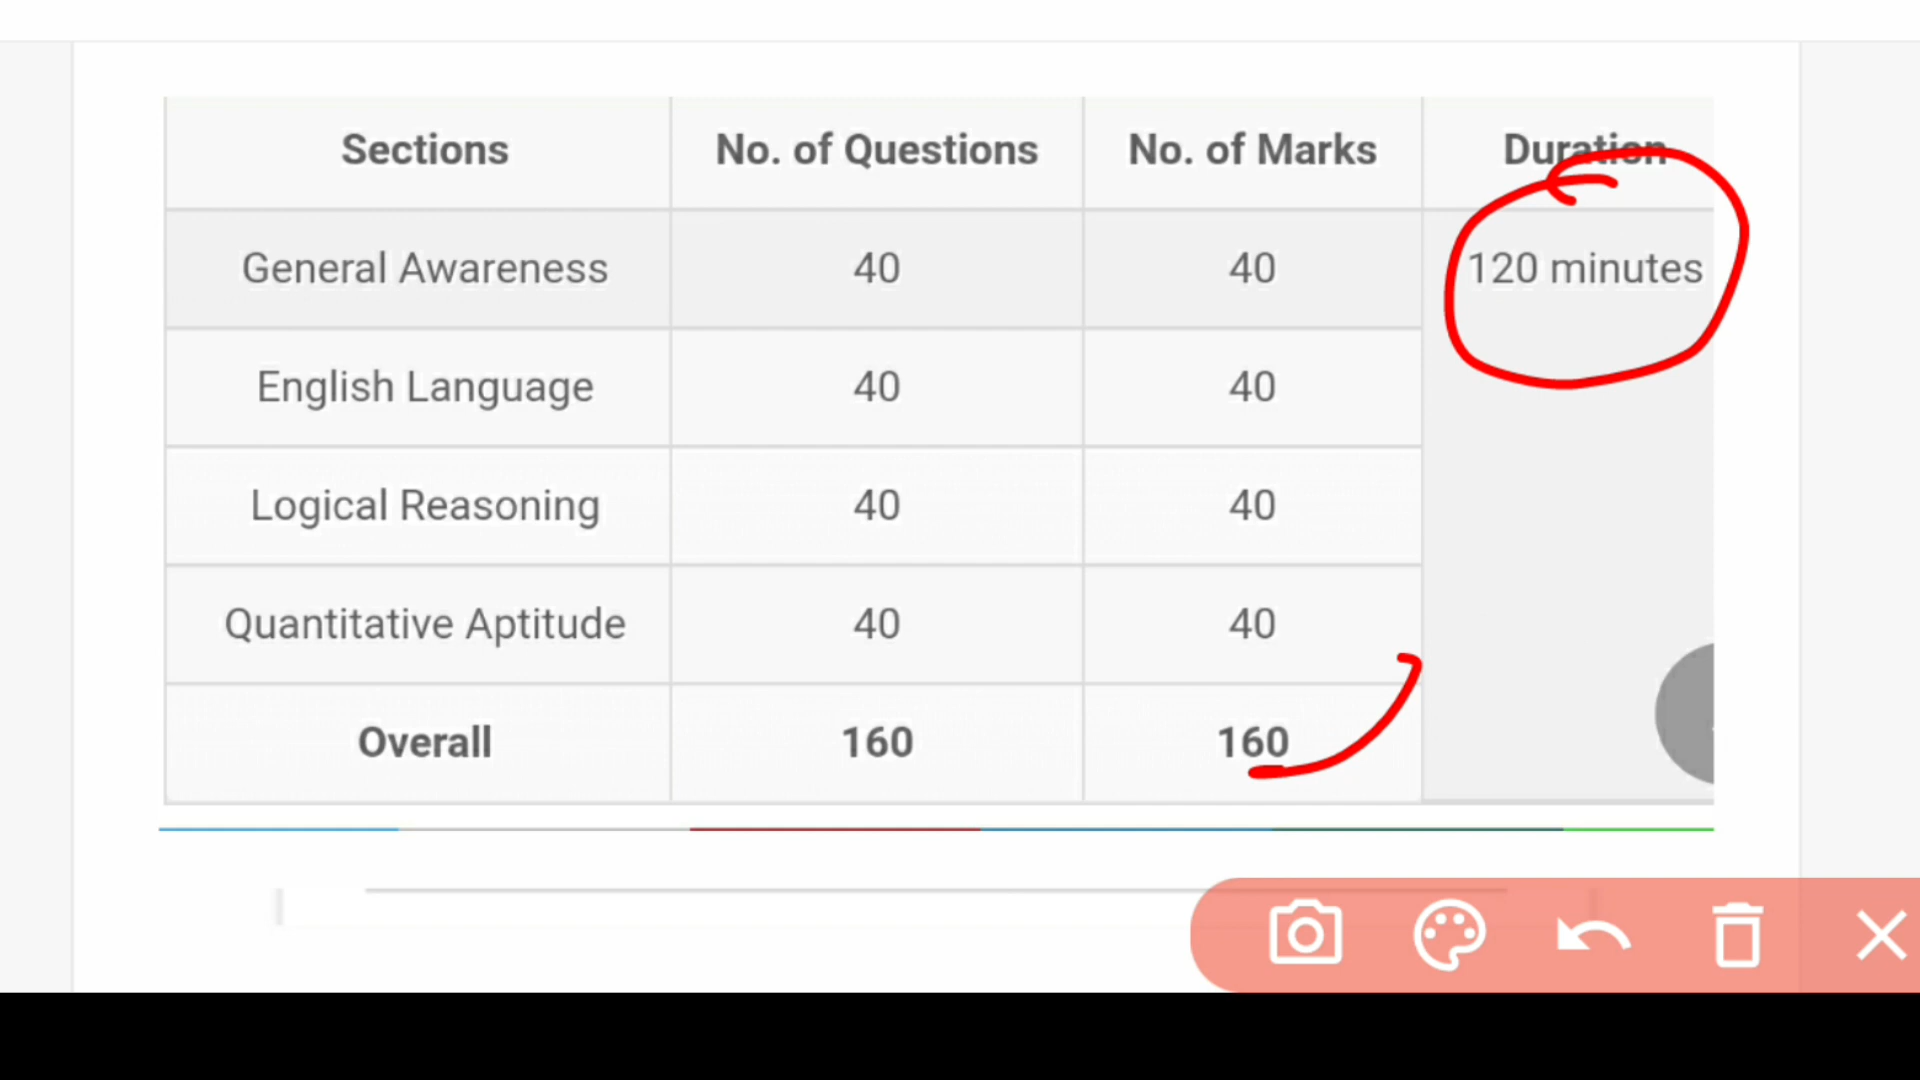 Sections No. of Questions No. of Marks Duration
General Awareness 40 40 120 minutes
English Language 40 40
Logical Reasoning 40 40
Quantitative Aptitude 40 40
Overall 160 160